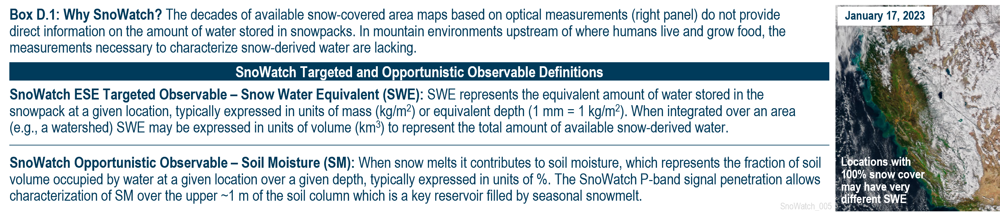 Box D.1: Why SnoWatch? The decades of available snow-covered area maps based on optical measurements (right panel) do not provide
direct information on the amount of water stored in snowpacks. In mountain environments upstream of where humans live and grow food, the
measurements necessary to characterize snow-derived water are lacking.
SnoWatch Targeted and Opportunistic Observable Definitions
SnoWatch ESE Targeted Observable – Snow Water Equivalent (SWE): SWE represents the equivalent amount of water stored in the
snowpack at a given location, typically expressed in units of mass (kg/m²) or equivalent depth (1 mm = 1 kg/m²). When integrated over an area
(e.g., a watershed) SWE may be expressed in units of volume (km³) to represent the total amount of available snow-derived water.
SnoWatch Opportunistic Observable – Soil Moisture (SM): When snow melts it contributes to soil moisture, which represents the fraction of soil
volume occupied by water at a given location over a given depth, typically expressed in units of %. The SnoWatch P-band signal penetration allows
characterization of SM over the upper ~1 m of the soil column which is a key reservoir filled by seasonal snowmelt.
SnoWatch_005
January 17, 2023
Locations with
100% snow cover
may have very
different SWE